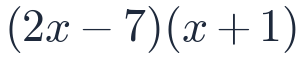 (2x − 7)(x + 1)